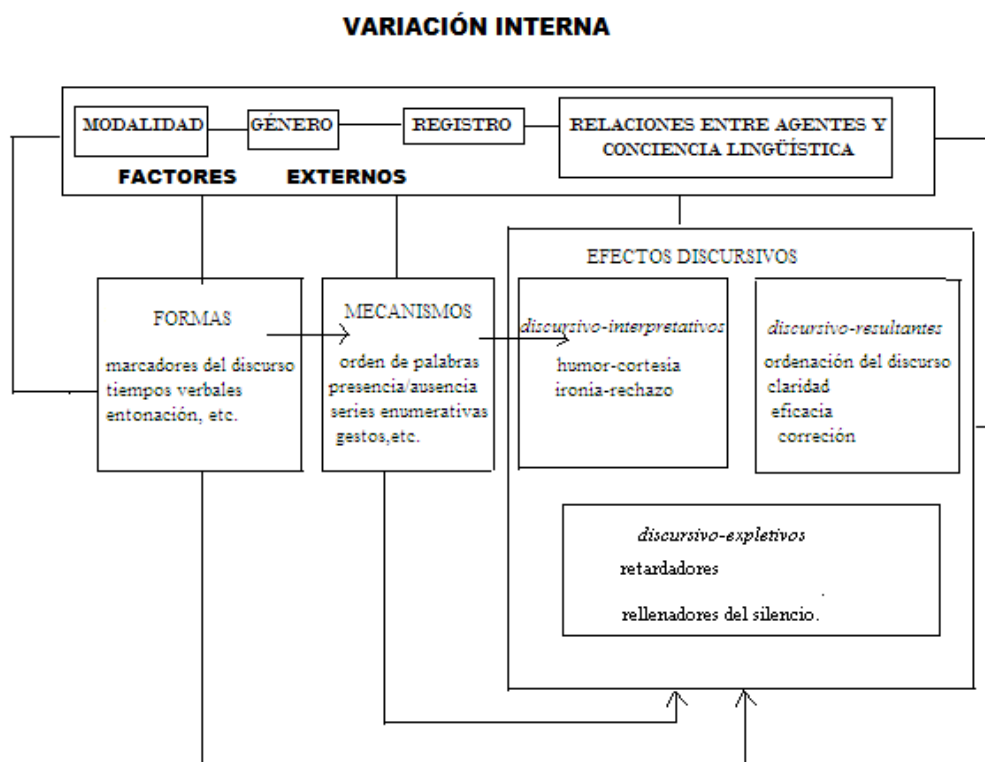 VARIACIÓN INTERNA
MODALIDAD
GÉNERO
REGISTRO
RELACIONES ENTRE AGENTES Y
CONCIENCIA LINGÜÍSTICA
FACTORES EXTERNOS
EFECTOS DISCURSIVOS
FORMAS
marcadores del discurso
tiempos verbales
entonación, etc.
MECANISMOS
orden de palabras
presencia/ausencia
series enumerativas
gestos,etc.
discursivo-interpretativos
humor-cortesia
ironia-rechazo
discursivo-resultantes
ordenación del discurso
claridad
eficacia
correción
discursivo-expletivos
retardadores
rellenadores del silencio.